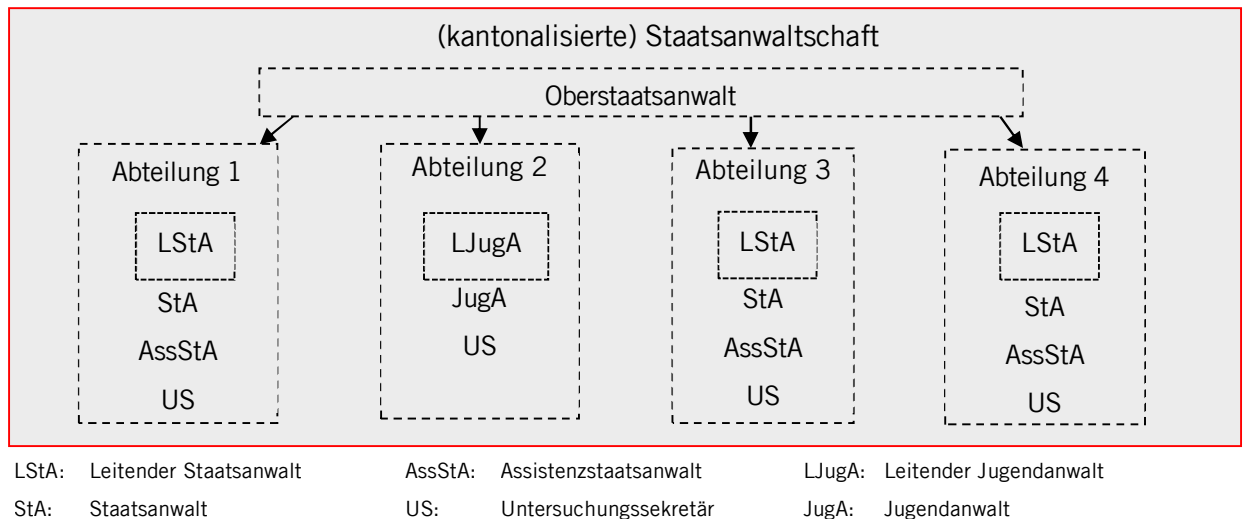 (kantonalisierte) Staatsanwaltschaft
Oberstaatsanwalt
Abteilung 1
LStA
StA
AssStA
US
Abteilung 2
LJugA
JugA
US
Abteilung 3
LStA
StA
AssStA
US
Abteilung 4
LStA
StA
AssStA
US
LStA: Leitender Staatsanwalt AssStA: Assistenzstaatsanwalt LJugA: Leitender Jugendanwalt
StA: Staatsanwalt US: Untersuchungssekretär JugA: Jugendanwalt